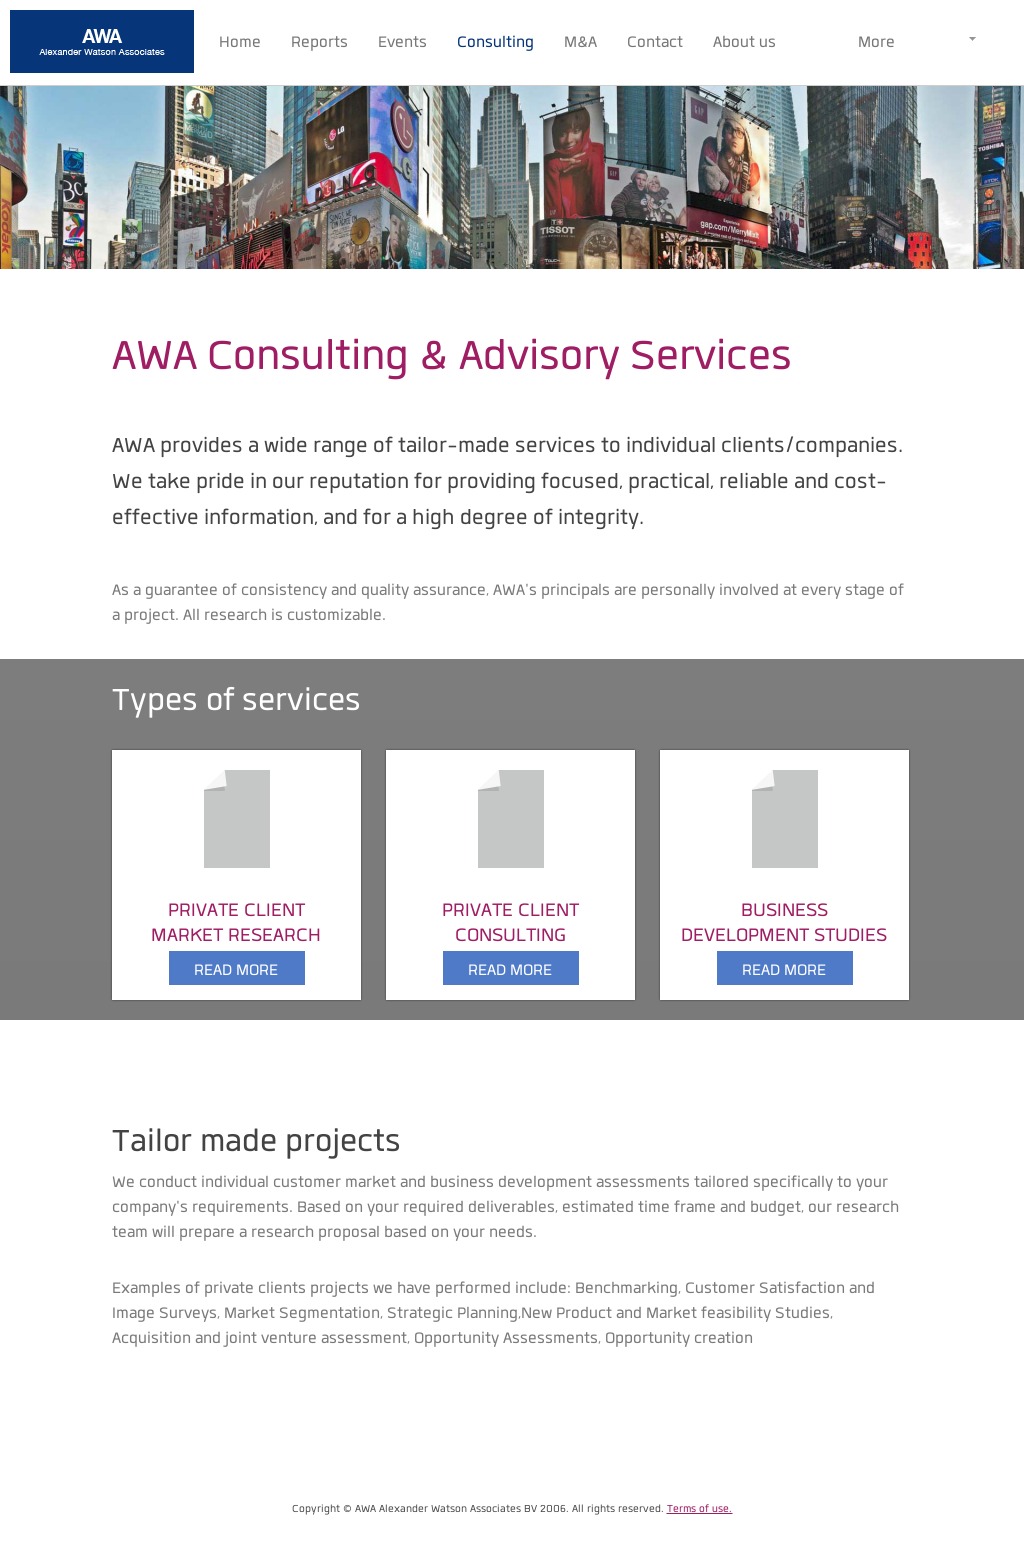 AWA
Alexander Watson Associates
Home
Reports
Events
Consulting
M&A
Contact
About us
More
LG
LG
Kodak
TOSHIBA
TDK
TISSOT
gap.com/MerryMixIt
AWA Consulting & Advisory Services
AWA provides a wide range of tailor-made services to individual clients/companies.
We take pride in our reputation for providing focused, practical, reliable and cost-
effective information, and for a high degree of integrity.
As a guarantee of consistency and quality assurance, AWA's principals are personally involved at every stage of
a project. All research is customizable.
Types of services
PRIVATE CLIENT
MARKET RESEARCH
READ MORE
PRIVATE CLIENT
CONSULTING
READ MORE
BUSINESS
DEVELOPMENT STUDIES
READ MORE
Tailor made projects
We conduct individual customer market and business development assessments tailored specifically to your
company's requirements. Based on your required deliverables, estimated time frame and budget, our research
team will prepare a research proposal based on your needs.
Examples of private clients projects we have performed include: Benchmarking, Customer Satisfaction and
Image Surveys, Market Segmentation, Strategic Planning,New Product and Market feasibility Studies,
Acquisition and joint venture assessment, Opportunity Assessments, Opportunity creation
Copyright © AWA Alexander Watson Associates BV 2006. All rights reserved. Terms of use.